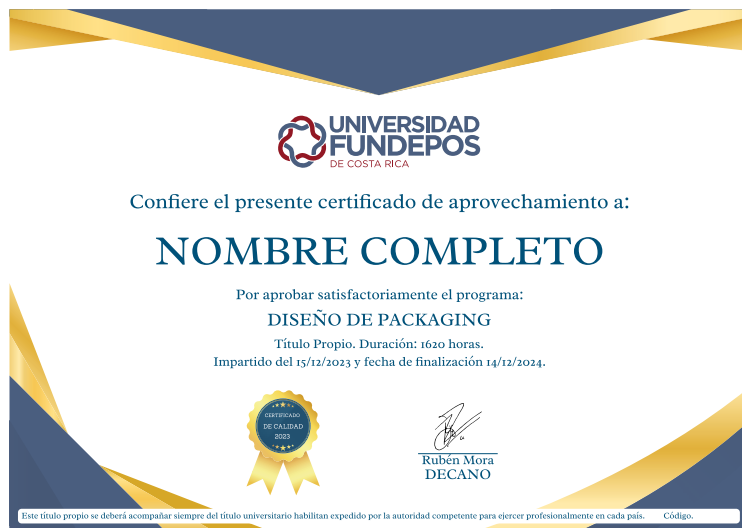 UNIVERSIDAD
FUNDEPOS
DE COSTA RICA
Confiere el presente certificado de aprovechamiento a:
NOMBRE COMPLETO
Por aprobar satisfactoriamente el programa:
DISEÑO DE PACKAGING
Título Propio. Duración: 1620 horas.
Impartido del 15/12/2023 y fecha de finalización 14/12/2024.
CERTIFICADO
DE CALIDAD
2023
Rubén Mora
DECANO
Este título propio se deberá acompañar siempre del título universitario habilitan expedido por la autoridad competente para ejercer profesionalmente en cada país. Código.